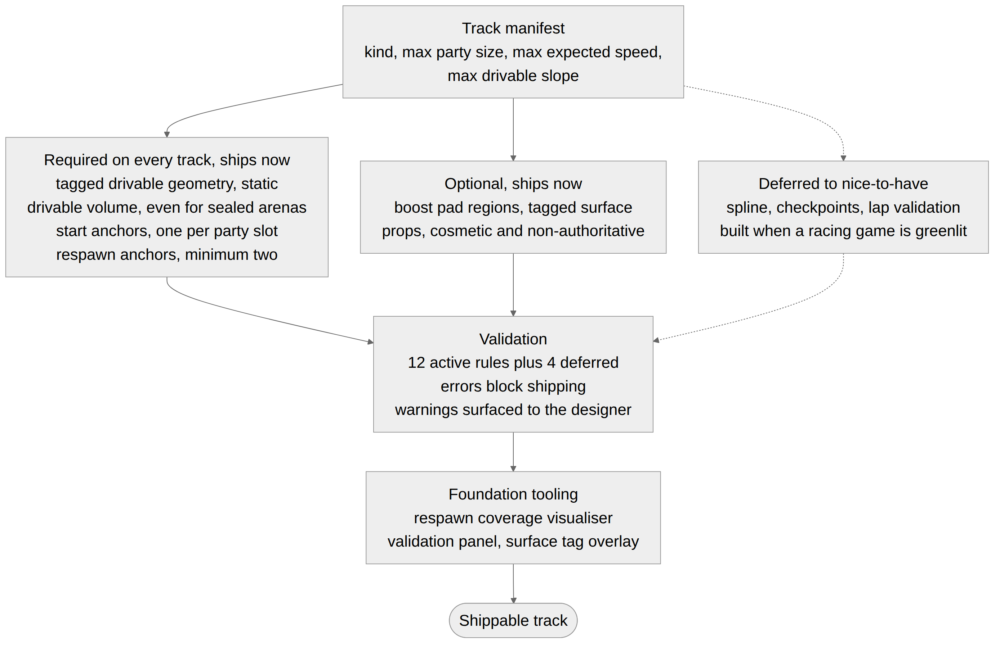 Track manifest
kind, max party size, max expected speed,
max drivable slope
Required on every track, ships now
tagged drivable geometry, static
drivable volume, even for sealed arenas
start anchors, one per party slot
respawn anchors, minimum two
Optional, ships now
boost pad regions, tagged surface
props, cosmetic and non-authoritative
Deferred to nice-to-have
spline, checkpoints, lap validation
built when a racing game is greenlit
Validation
12 active rules plus 4 deferred
errors block shipping
warnings surfaced to the designer
Foundation tooling
respawn coverage visualiser
validation panel, surface tag overlay
Shippable track